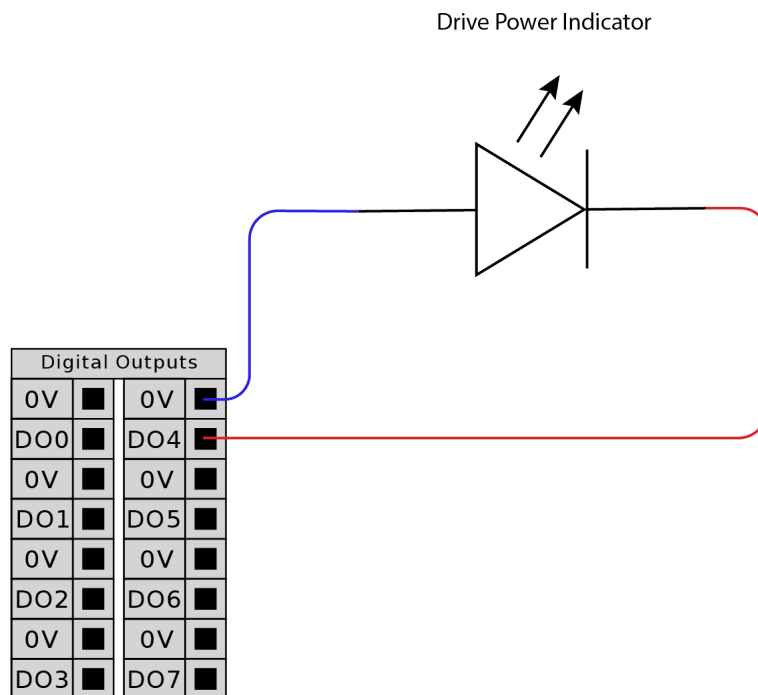 Drive Power Indicator
Digital Outputs
0V 0V
DO0 DO4
0V 0V
DO1 DO5
0V 0V
DO2 DO6
0V 0V
DO3 DO7